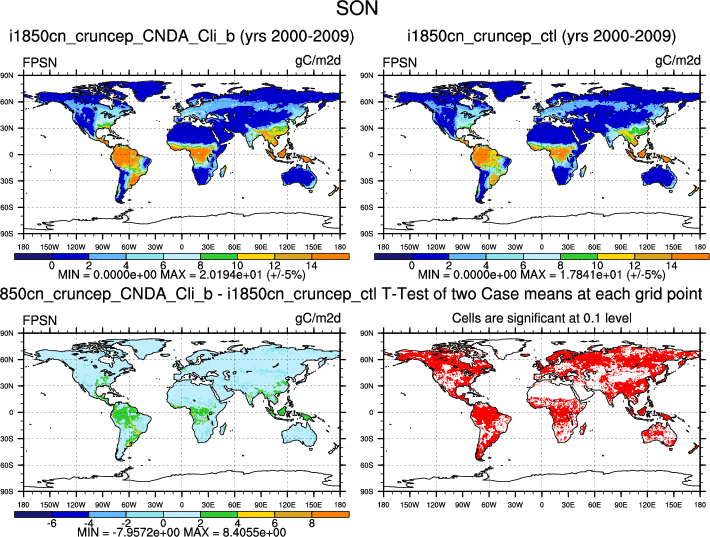 SON
i1850cn_cruncep_CNDA_Cli_b (yrs 2000-2009)
FPSN gC/m2d
90N
60N
30N
0
30S
60S
90S
180 150W 120W 90W 60W 30W 0 30E 60E 90E 120E 150E 180
0 2 4 6 8 10 12 14
MIN = 0.0000e+00 MAX = 2.0194e+01 (+/-5%)
i1850cn_cruncep_ctl (yrs 2000-2009)
FPSN gC/m2d
90N
60N
30N
0
30S
60S
90S
180 150W 120W 90W 60W 30W 0 30E 60E 90E 120E 150E 180
0 2 4 6 8 10 12 14
MIN = 0.0000e+00 MAX = 1.7841e+01 (+/-5%)
850cn_cruncep_CNDA_Cli_b - i1850cn_cruncep_ctl
FPSN gC/m2d
90N
60N
30N
0
30S
60S
90S
180 150W 120W 90W 60W 30W 0 30E 60E 90E 120E 150E 180
-6 -4 -2 0 2 4 6 8
MIN = -7.9572e+00 MAX = 8.4055e+00
T-Test of two Case means at each grid point
Cells are significant at 0.1 level
90N
60N
30N
0
30S
60S
90S
180 150W 120W 90W 60W 30W 0 30E 60E 90E 120E 150E 180